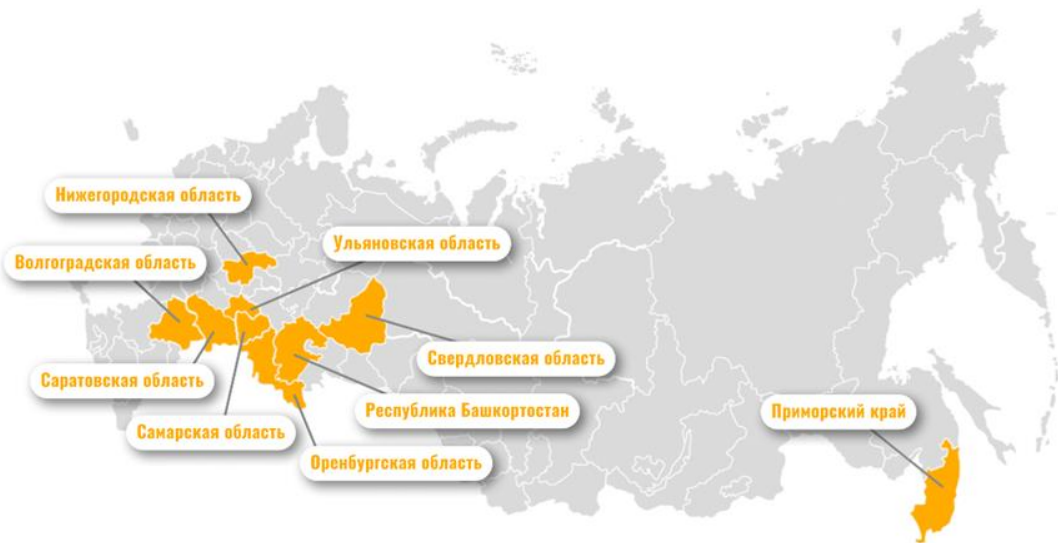 Нижегородская область
Ульяновская область
Волгоградская область
Свердловская область
Саратовская область
Республика Башкортостан
Приморский край
Самарская область
Оренбургская область